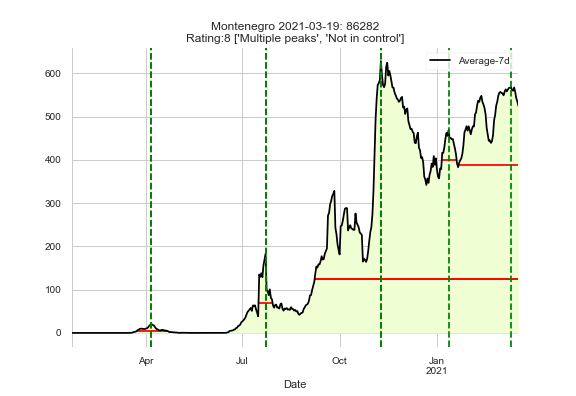 Montenegro 2021-03-19: 86282
Rating:8 ['Multiple peaks', 'Not in control']
Average-7d
600
500
400
300
200
100
0
Apr
Jul
Oct
Jan
2021
Date